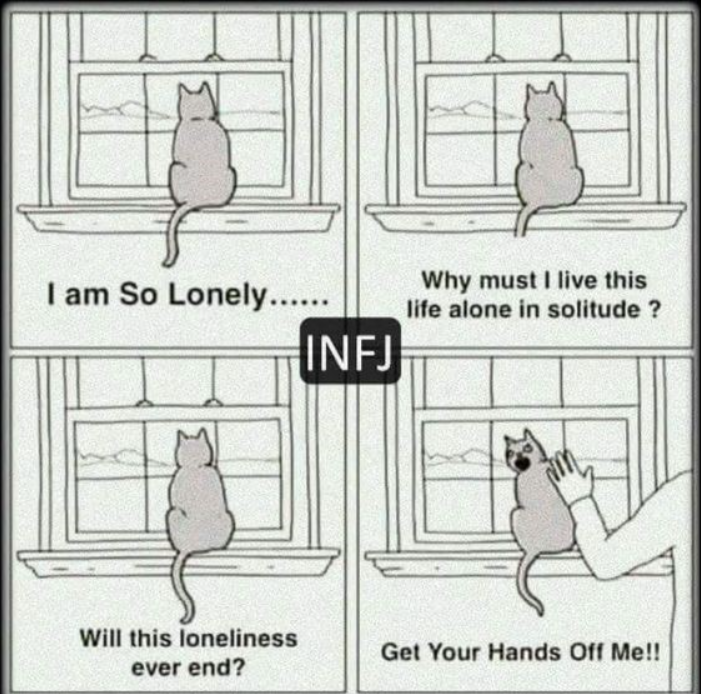 I am So Lonely......
Why must I live this
life alone in solitude ?
INFJ
Will this loneliness
ever end?
Get Your Hands Off Me!!